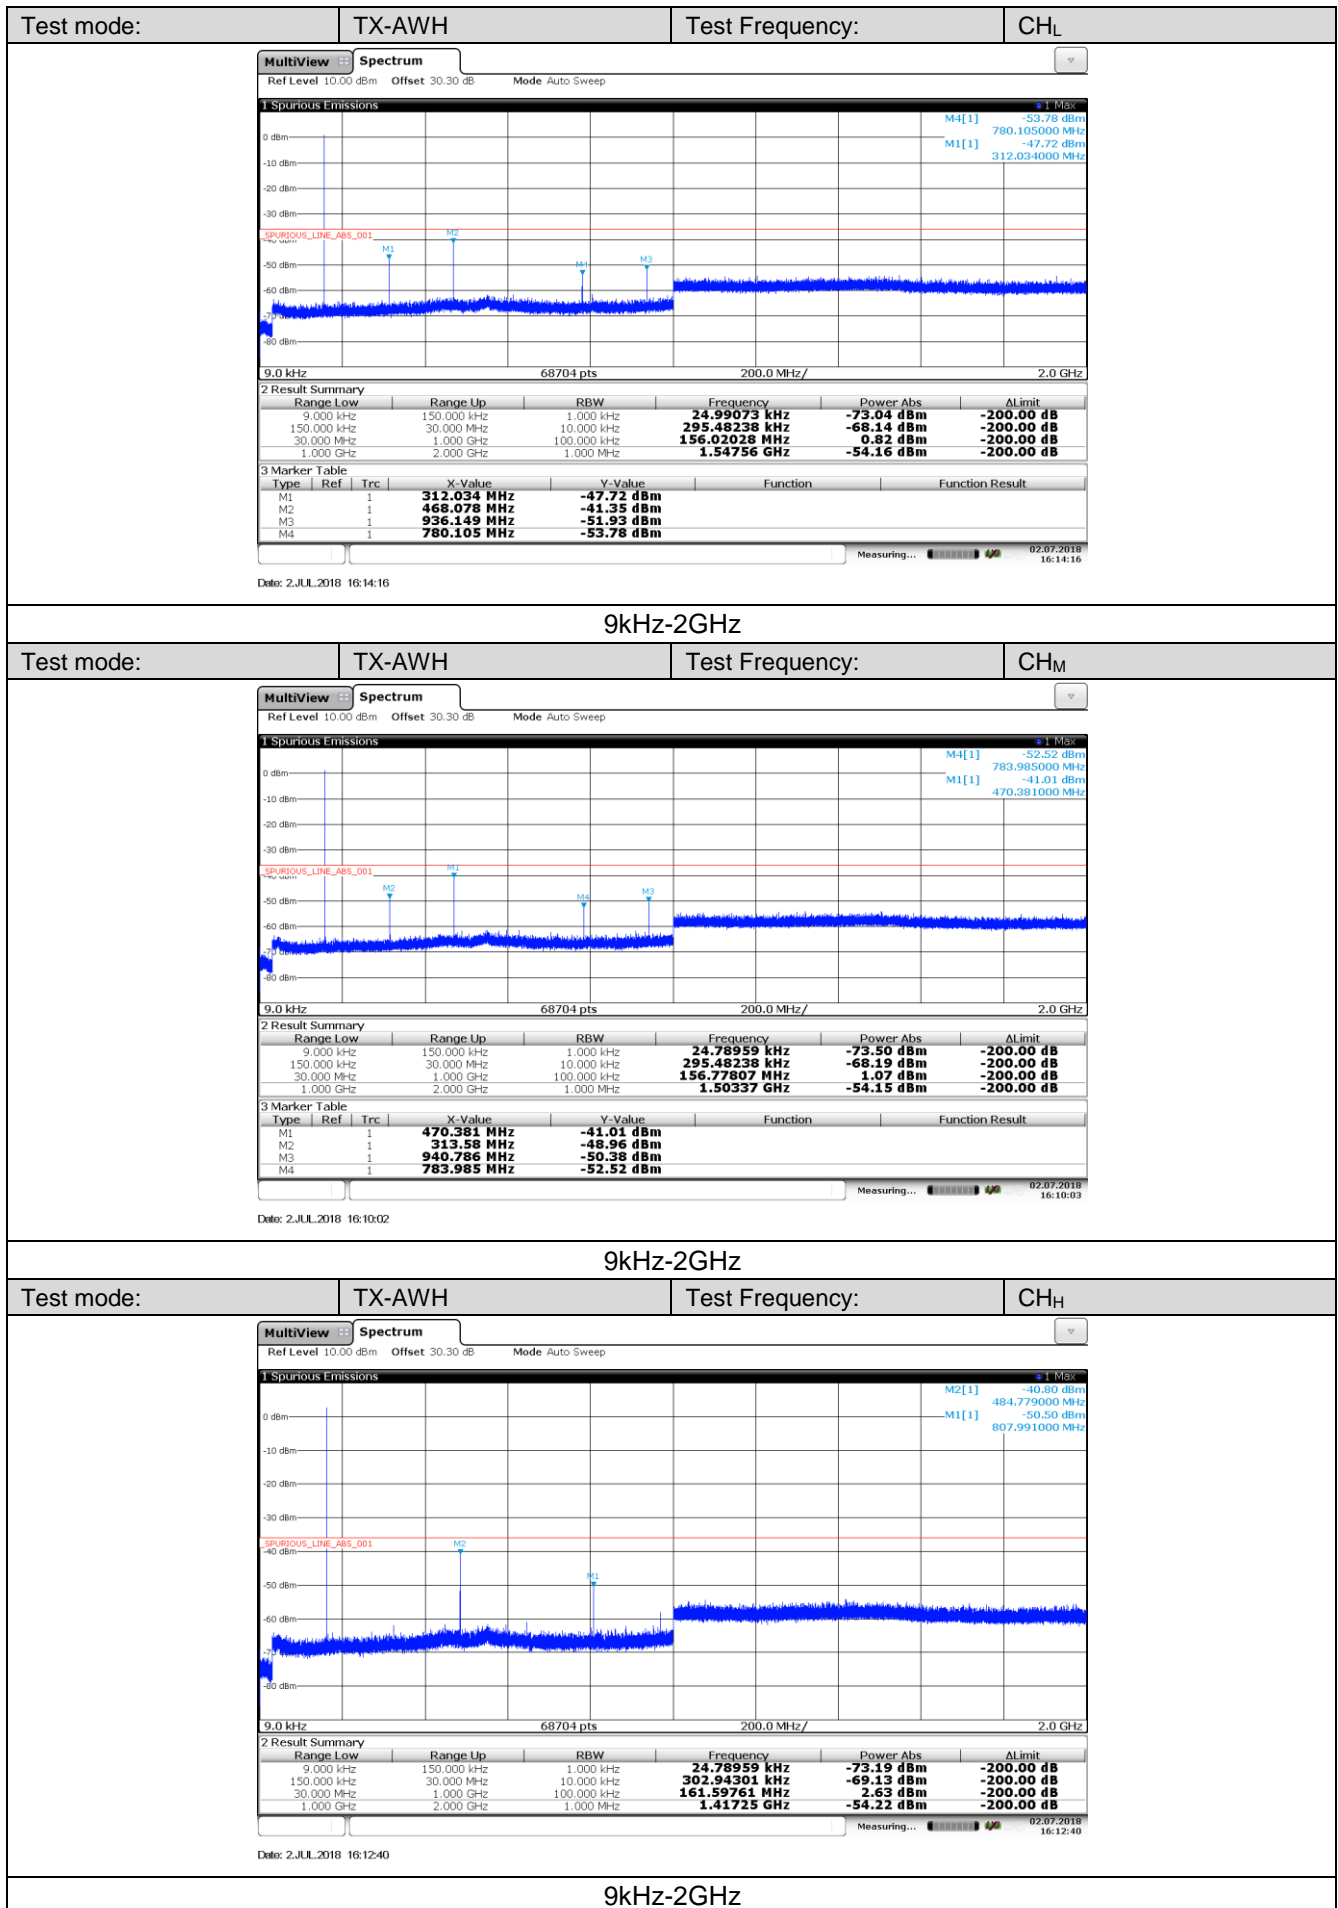 Test mode: TX-AWH Test Frequency: CHL
MultiView Spectrum
Ref Level 10.00 dBm Offset 30.30 dB Mode Auto Sweep
1 Spurious Emissions 1 Max
M4[1] -53.78 dBm
780.105000 MHz
0 dBm
M1[1] -47.72 dBm
312.034000 MHz
-10 dBm
-20 dBm
-30 dBm
_SPURIOUS_LINE_ABS_001
M2
-40 dBm
M1
M4
M3
-50 dBm
-60 dBm
-80 dBm
9.0 kHz 68704 pts 200.0 MHz/ 2.0 GHz
2 Result Summary
Range Low Range Up RBW Frequency Power Abs ΔLimit
9.000 kHz 150.000 kHz 1.000 kHz 24.99073 kHz -73.04 dBm -200.00 dB
150.000 kHz 30.000 MHz 10.000 kHz 295.48238 kHz -68.14 dBm -200.00 dB
30.000 MHz 1.000 GHz 100.000 kHz 156.02028 MHz 0.82 dBm -200.00 dB
1.000 GHz 2.000 GHz 1.000 MHz 1.54756 GHz -54.16 dBm -200.00 dB
3 Marker Table
Type Ref Trc X-Value Y-Value Function Function Result
M1 1 312.034 MHz -47.72 dBm
M2 1 468.078 MHz -41.35 dBm
M3 1 936.149 MHz -51.93 dBm
M4 1 780.105 MHz -53.78 dBm
Measuring... 02.07.2018
16:14:16
Date: 2.JUL.2018 16:14:16
9kHz-2GHz
Test mode: TX-AWH Test Frequency: CHM
MultiView Spectrum
Ref Level 10.00 dBm Offset 30.30 dB Mode Auto Sweep
1 Spurious Emissions 1 Max
M4[1] -52.52 dBm
783.985000 MHz
0 dBm
M1[1] -41.01 dBm
470.381000 MHz
-10 dBm
-20 dBm
-30 dBm
_SPURIOUS_LINE_ABS_001
M1
-40 dBm
M2
M4
M3
-50 dBm
-60 dBm
-70 dBm
-80 dBm
9.0 kHz 68704 pts 200.0 MHz/ 2.0 GHz
2 Result Summary
Range Low Range Up RBW Frequency Power Abs ΔLimit
9.000 kHz 150.000 kHz 1.000 kHz 24.78959 kHz -73.50 dBm -200.00 dB
150.000 kHz 30.000 MHz 10.000 kHz 295.48238 kHz -68.19 dBm -200.00 dB
30.000 MHz 1.000 GHz 100.000 kHz 156.77807 MHz 1.07 dBm -200.00 dB
1.000 GHz 2.000 GHz 1.000 MHz 1.50337 GHz -54.15 dBm -200.00 dB
3 Marker Table
Type Ref Trc X-Value Y-Value Function Function Result
M1 1 470.381 MHz -41.01 dBm
M2 1 313.58 MHz -48.96 dBm
M3 1 940.786 MHz -50.38 dBm
M4 1 783.985 MHz -52.52 dBm
Measuring... 02.07.2018
16:10:03
Date: 2.JUL.2018 16:10:02
9kHz-2GHz
Test mode: TX-AWH Test Frequency: CHH
MultiView Spectrum
Ref Level 10.00 dBm Offset 30.30 dB Mode Auto Sweep
1 Spurious Emissions 1 Max
M2[1] -40.80 dBm
484.779000 MHz
0 dBm
M1[1] -50.50 dBm
807.991000 MHz
-10 dBm
-20 dBm
-30 dBm
_SPURIOUS_LINE_ABS_001
M2
-40 dBm
M1
-50 dBm
-60 dBm
-80 dBm
9.0 kHz 68704 pts 200.0 MHz/ 2.0 GHz
2 Result Summary
Range Low Range Up RBW Frequency Power Abs ΔLimit
9.000 kHz 150.000 kHz 1.000 kHz 24.78959 kHz -73.19 dBm -200.00 dB
150.000 kHz 30.000 MHz 10.000 kHz 302.94301 kHz -69.13 dBm -200.00 dB
30.000 MHz 1.000 GHz 100.000 kHz 161.59761 MHz 2.63 dBm -200.00 dB
1.000 GHz 2.000 GHz 1.000 MHz 1.41725 GHz -54.22 dBm -200.00 dB
Measuring... 02.07.2018
16:12:40
Date: 2.JUL.2018 16:12:40
9kHz-2GHz